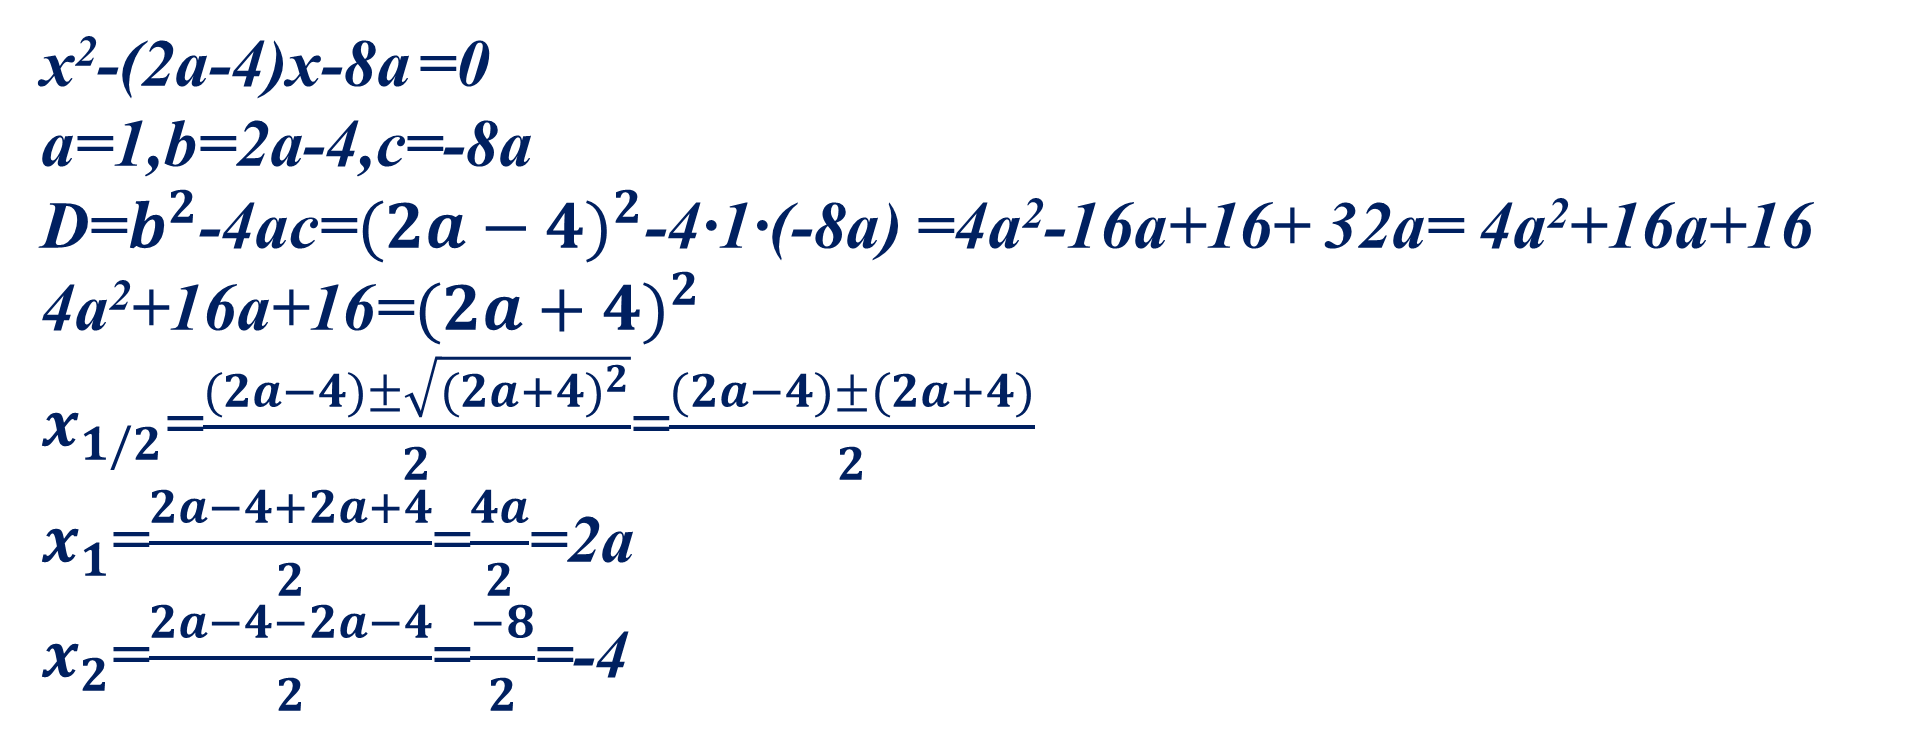 x²-(2a-4)x-8a =0
a=1,b=2a-4,c=-8a
D=b²-4ac=(2a − 4)²-4·1·(-8a) =4a²-16a+16+ 32a= 4a²+16a+16
4a²+16a+16=(2a + 4)²
x₁/₂=((2a−4)±√(2a+4)²)/2=((2a−4)±(2a+4))/2
x₁=(2a−4+2a+4)/2=4a/2=2a
x₂=(2a−4−2a−4)/2=−8/2=-4